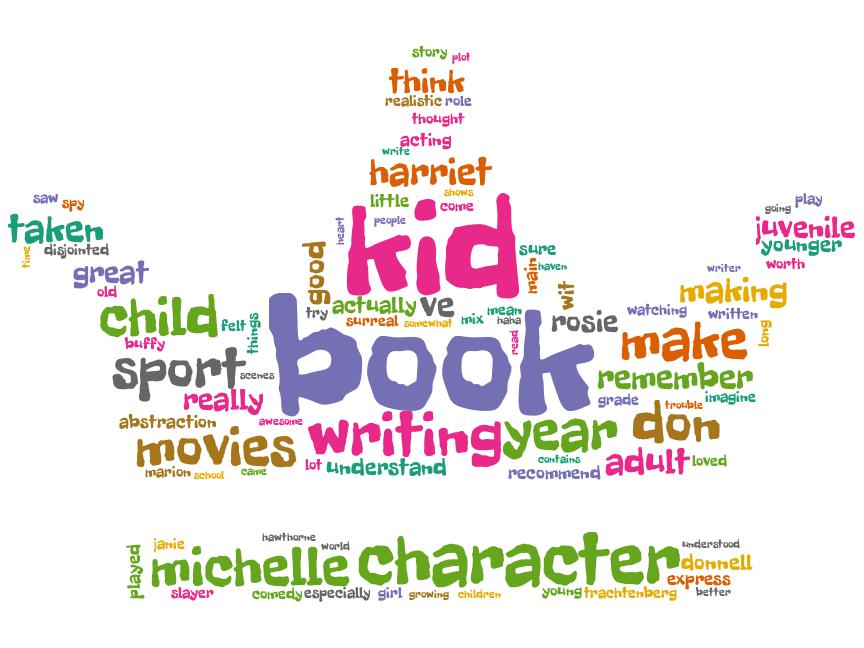 story plot
think
realistic role
thought
acting
write
harriet
shows
little come
people
heart
kid
saw spy
taken
time disjointed
great
old
going play
juvenile
younger
worth
writer
making
written
watching
long
good
sure
main haven
wit
child felt things
buffy
try actually ve
surreal somewhat mix mean
haha
read
rosie
book
make
sport scenes
really
remember
grade trouble imagine
abstraction awesome
movies
marion school came
writing year don
lot understand
contains
recommend adult loved
played janie hawthorne world
michelle character
understood
donnell
express
slayer comedy especially girl growing children young trachtenberg better